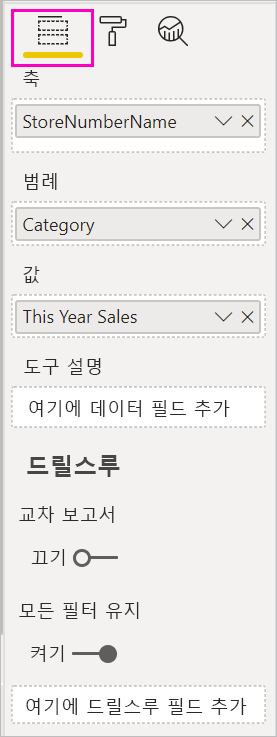 축
StoreNumberName
범례
Category
값
This Year Sales
도구 설명
여기에 데이터 필드 추가
드릴스루
교차 보고서
끄기
모든 필터 유지
켜기
여기에 드릴스루 필드 추가